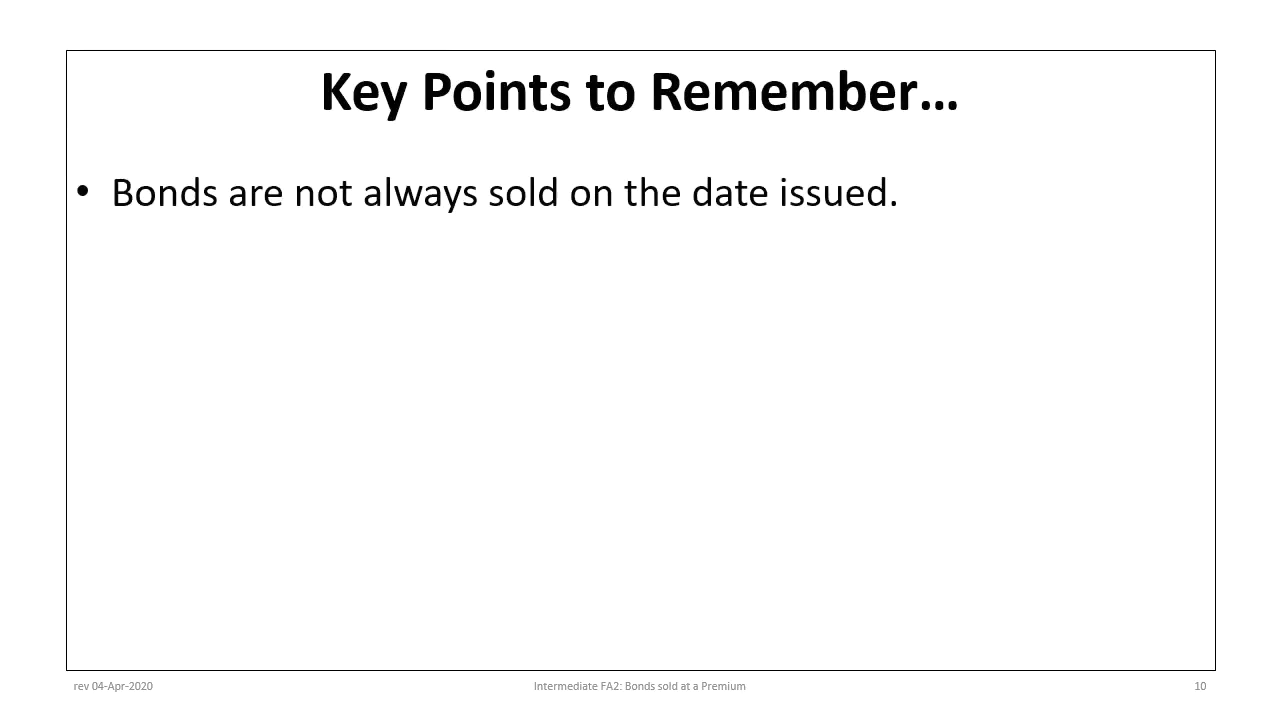 Key Points to Remember...
• Bonds are not always sold on the date issued.
rev 04-Apr-2020
Intermediate FA2: Bonds sold at a Premium
10